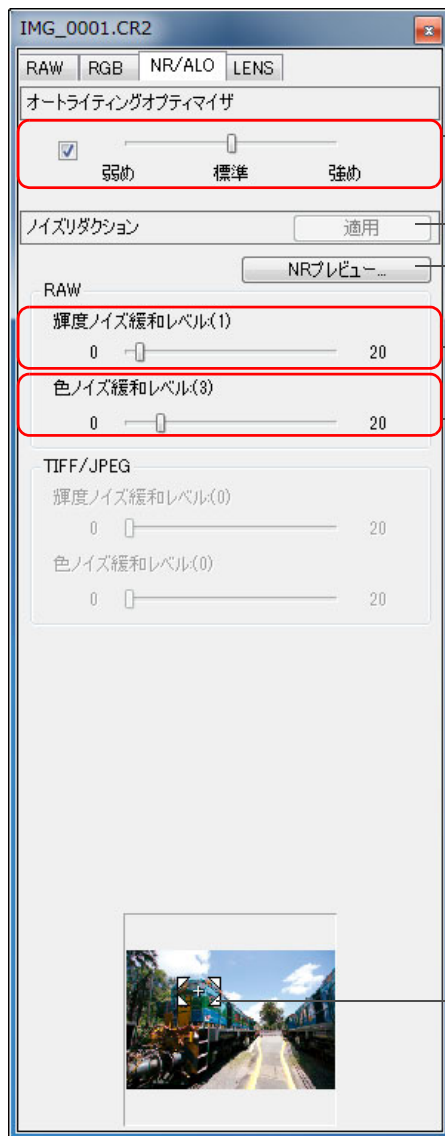 IMG_0001.CR2
RAW RGB NR/ALO LENS
オートライティングオプティマイザ
弱め 標準 強め
ノイズリダクション 適用
NRプレビュー...
RAW
輝度ノイズ緩和レベル:(1)
0 20
色ノイズ緩和レベル:(3)
0 20
TIFF/JPEG
輝度ノイズ緩和レベル:(0)
0 20
色ノイズ緩和レベル:(0)
0 20